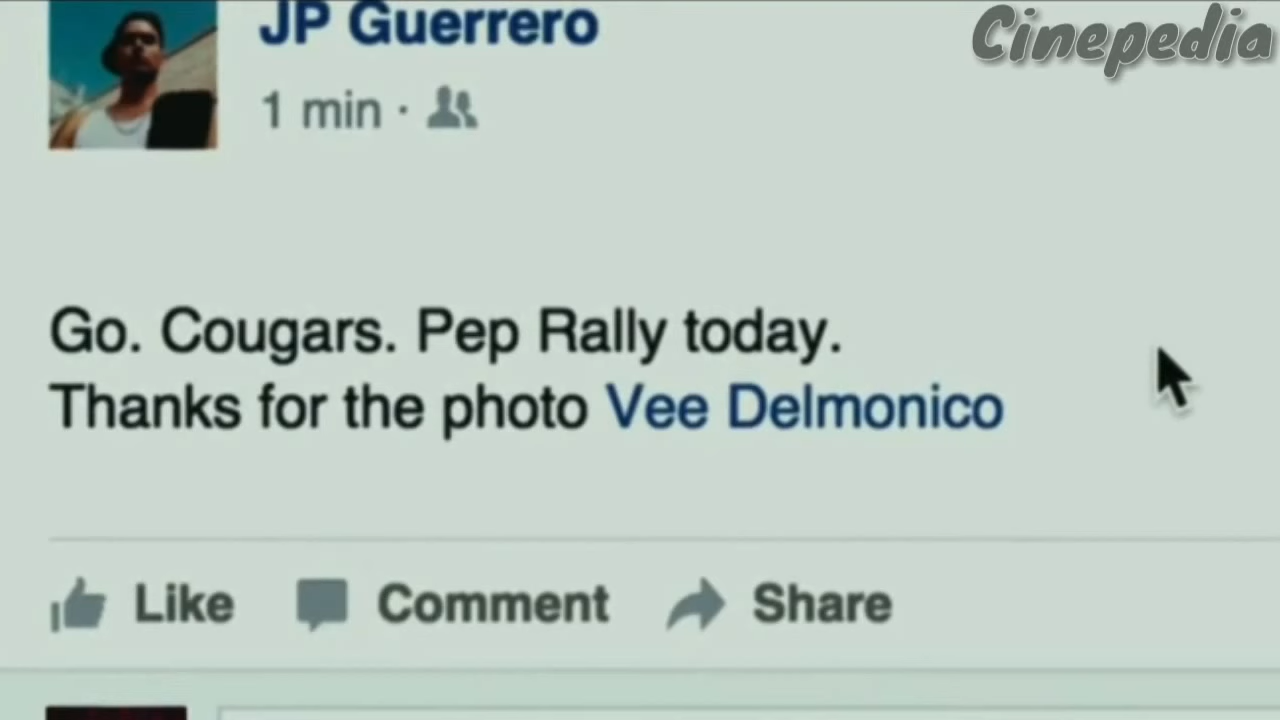 Cinepedia
JP Guerrero
1 min ·
Go. Cougars. Pep Rally today.
Thanks for the photo Vee Delmonico
Like Comment Share